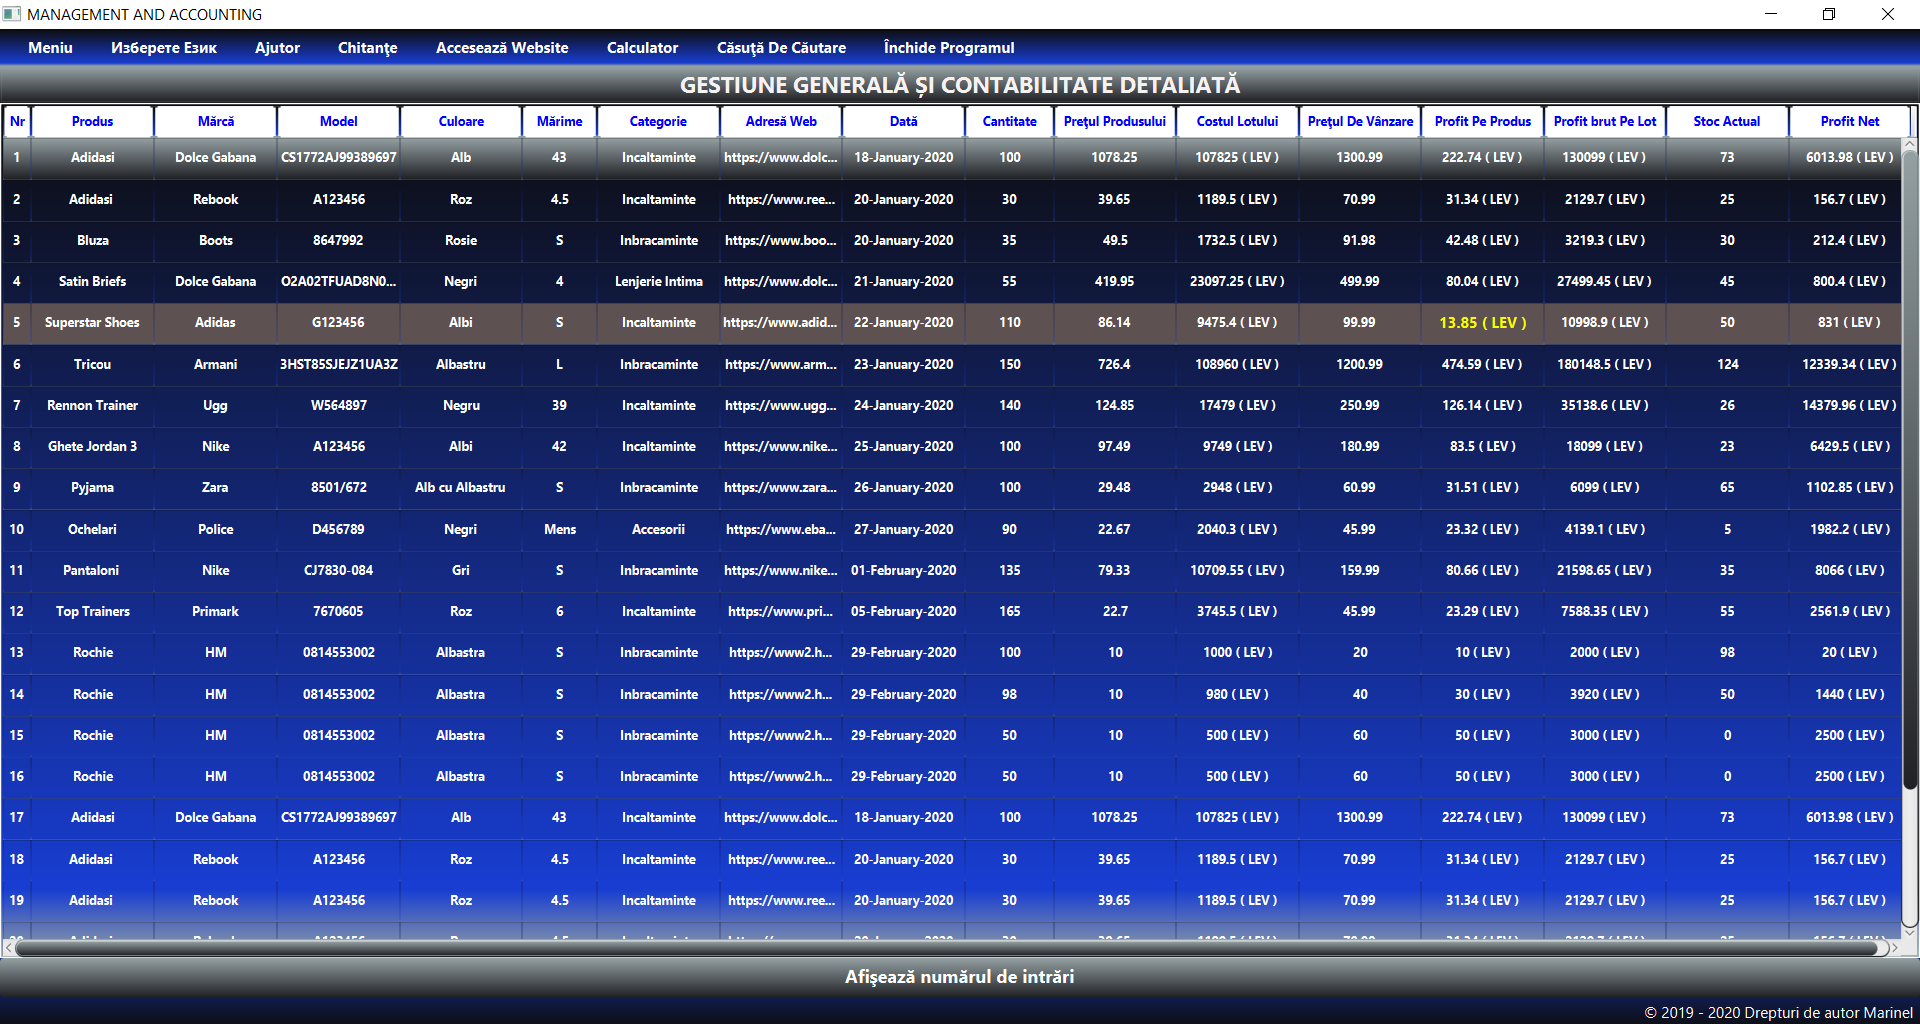 MANAGEMENT AND ACCOUNTING
Meniu Изберете Език Ajutor Chitanţe Accesează Website Calculator Căsuţă De Căutare Închide Programul
GESTIUNE GENERALĂ ȘI CONTABILITATE DETALIATĂ
Nr Produs Mărcă Model Culoare Mărime Categorie Adresă Web Dată Cantitate Preţul Produsului Costul Lotului Preţul De Vânzare Profit Pe Produs Profit brut Pe Lot Stoc Actual Profit Net
1 Adidasi Dolce Gabana CS1772AJ99389697 Alb 43 Incaltaminte https://www.dolc... 18-January-2020 100 1078.25 107825 ( LEV ) 1300.99 222.74 ( LEV ) 130099 ( LEV ) 73 6013.98 ( LEV )
2 Adidasi Rebook A123456 Roz 4.5 Incaltaminte https://www.ree... 20-January-2020 30 39.65 1189.5 ( LEV ) 70.99 31.34 ( LEV ) 2129.7 ( LEV ) 25 156.7 ( LEV )
3 Bluza Boots 8647992 Rosie S Inbracaminte https://www.boo... 20-January-2020 35 49.5 1732.5 ( LEV ) 91.98 42.48 ( LEV ) 3219.3 ( LEV ) 30 212.4 ( LEV )
4 Satin Briefs Dolce Gabana O2A02TFUAD8N0... Negri 4 Lenjerie Intima https://www.dolc... 21-January-2020 55 419.95 23097.25 ( LEV ) 499.99 80.04 ( LEV ) 27499.45 ( LEV ) 45 800.4 ( LEV )
5 Superstar Shoes Adidas G123456 Albi S Incaltaminte https://www.adid... 22-January-2020 110 86.14 9475.4 ( LEV ) 99.99 13.85 ( LEV ) 10998.9 ( LEV ) 50 831 ( LEV )
6 Tricou Armani 3HST85SJEJZ1UA3Z Albastru L Inbracaminte https://www.arm... 23-January-2020 150 726.4 108960 ( LEV ) 1200.99 474.59 ( LEV ) 180148.5 ( LEV ) 124 12339.34 ( LEV )
7 Rennon Trainer Ugg W564897 Negru 39 Incaltaminte https://www.ugg... 24-January-2020 140 124.85 17479 ( LEV ) 250.99 126.14 ( LEV ) 35138.6 ( LEV ) 26 14379.96 ( LEV )
8 Ghete Jordan 3 Nike A123456 Albi 42 Incaltaminte https://www.nike... 25-January-2020 100 97.49 9749 ( LEV ) 180.99 83.5 ( LEV ) 18099 ( LEV ) 23 6429.5 ( LEV )
9 Pyjama Zara 8501/672 Alb cu Albastru S Inbracaminte https://www.zara... 26-January-2020 100 29.48 2948 ( LEV ) 60.99 31.51 ( LEV ) 6099 ( LEV ) 65 1102.85 ( LEV )
10 Ochelari Police D456789 Negri Mens Accesorii https://www.eba... 27-January-2020 90 22.67 2040.3 ( LEV ) 45.99 23.32 ( LEV ) 4139.1 ( LEV ) 5 1982.2 ( LEV )
11 Pantaloni Nike CJ7830-084 Gri S Inbracaminte https://www.nike... 01-February-2020 135 79.33 10709.55 ( LEV ) 159.99 80.66 ( LEV ) 21598.65 ( LEV ) 35 8066 ( LEV )
12 Top Trainers Primark 7670605 Roz 6 Incaltaminte https://www.pri... 05-February-2020 165 22.7 3745.5 ( LEV ) 45.99 23.29 ( LEV ) 7588.35 ( LEV ) 55 2561.9 ( LEV )
13 Rochie HM 0814553002 Albastra S Inbracaminte https://www2.h... 29-February-2020 100 10 1000 ( LEV ) 20 10 ( LEV ) 2000 ( LEV ) 98 20 ( LEV )
14 Rochie HM 0814553002 Albastra S Inbracaminte https://www2.h... 29-February-2020 98 10 980 ( LEV ) 40 30 ( LEV ) 3920 ( LEV ) 50 1440 ( LEV )
15 Rochie HM 0814553002 Albastra S Inbracaminte https://www2.h... 29-February-2020 50 10 500 ( LEV ) 60 50 ( LEV ) 3000 ( LEV ) 0 2500 ( LEV )
16 Rochie HM 0814553002 Albastra S Inbracaminte https://www2.h... 29-February-2020 50 10 500 ( LEV ) 60 50 ( LEV ) 3000 ( LEV ) 0 2500 ( LEV )
17 Adidasi Dolce Gabana CS1772AJ99389697 Alb 43 Incaltaminte https://www.dolc... 18-January-2020 100 1078.25 107825 ( LEV ) 1300.99 222.74 ( LEV ) 130099 ( LEV ) 73 6013.98 ( LEV )
18 Adidasi Rebook A123456 Roz 4.5 Incaltaminte https://www.ree... 20-January-2020 30 39.65 1189.5 ( LEV ) 70.99 31.34 ( LEV ) 2129.7 ( LEV ) 25 156.7 ( LEV )
19 Adidasi Rebook A123456 Roz 4.5 Incaltaminte https://www.ree... 20-January-2020 30 39.65 1189.5 ( LEV ) 70.99 31.34 ( LEV ) 2129.7 ( LEV ) 25 156.7 ( LEV )
Afişează numărul de intrări
© 2019 - 2020 Drepturi de autor Marinel